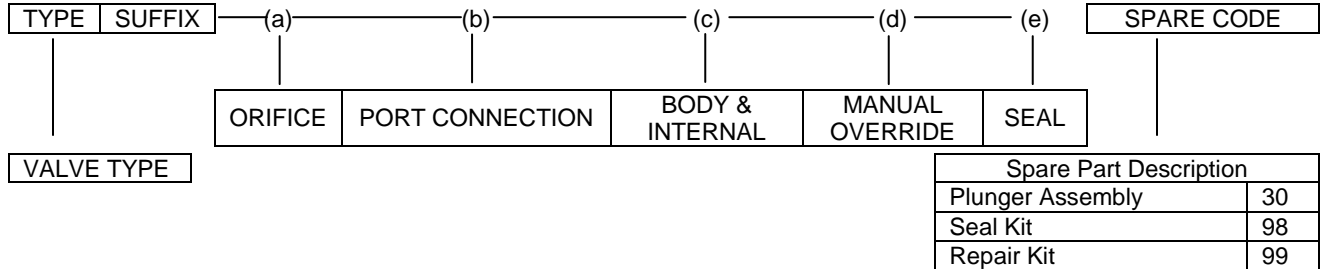 TYPE SUFFIX (a) (b) (c) (d) (e) SPARE CODE
ORIFICE PORT CONNECTION BODY & INTERNAL MANUAL OVERRIDE SEAL
VALVE TYPE
Spare Part Description
Plunger Assembly 30
Seal Kit 98
Repair Kit 99